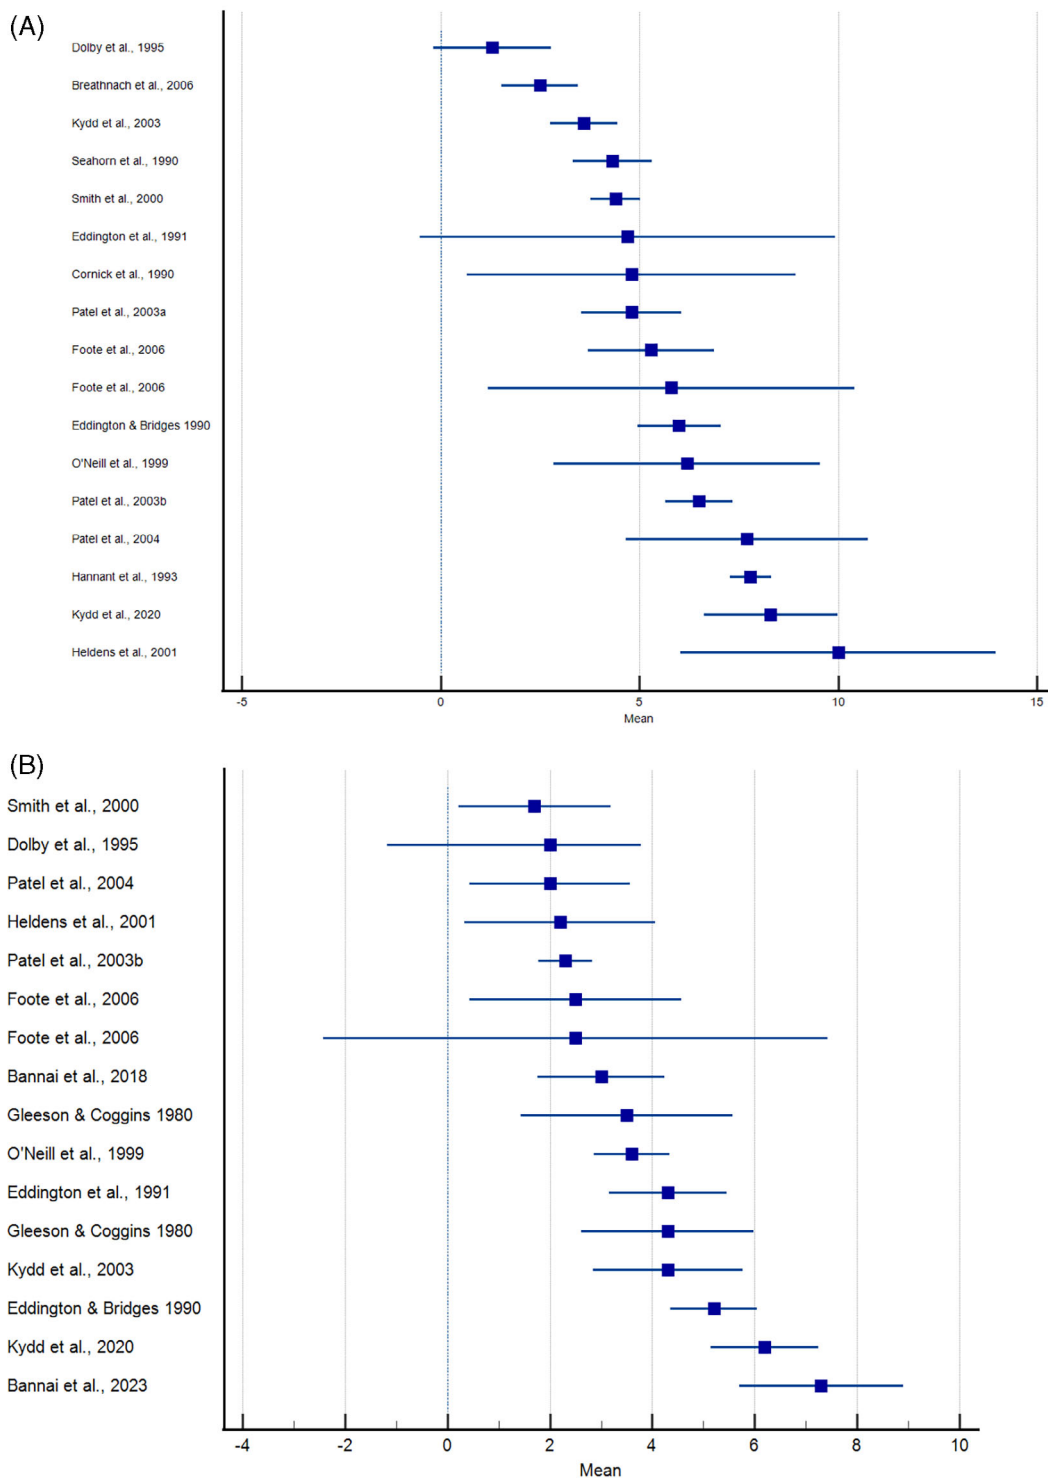 (A)
Dolby et al., 1995
Breathnach et al., 2006
Kydd et al., 2003
Seahorn et al., 1990
Smith et al., 2000
Eddington et al., 1991
Cornick et al., 1990
Patel et al., 2003a
Foote et al., 2006
Foote et al., 2006
Eddington & Bridges 1990
O'Neill et al., 1999
Patel et al., 2003b
Patel et al., 2004
Hannant et al., 1993
Kydd et al., 2020
Heldens et al., 2001
-5 0 5 10 15
Mean
(B)
Smith et al., 2000
Dolby et al., 1995
Patel et al., 2004
Heldens et al., 2001
Patel et al., 2003b
Foote et al., 2006
Foote et al., 2006
Bannai et al., 2018
Gleeson & Coggins 1980
O'Neill et al., 1999
Eddington et al., 1991
Gleeson & Coggins 1980
Kydd et al., 2003
Eddington & Bridges 1990
Kydd et al., 2020
Bannai et al., 2023
-4 -2 0 2 4 6 8 10
Mean